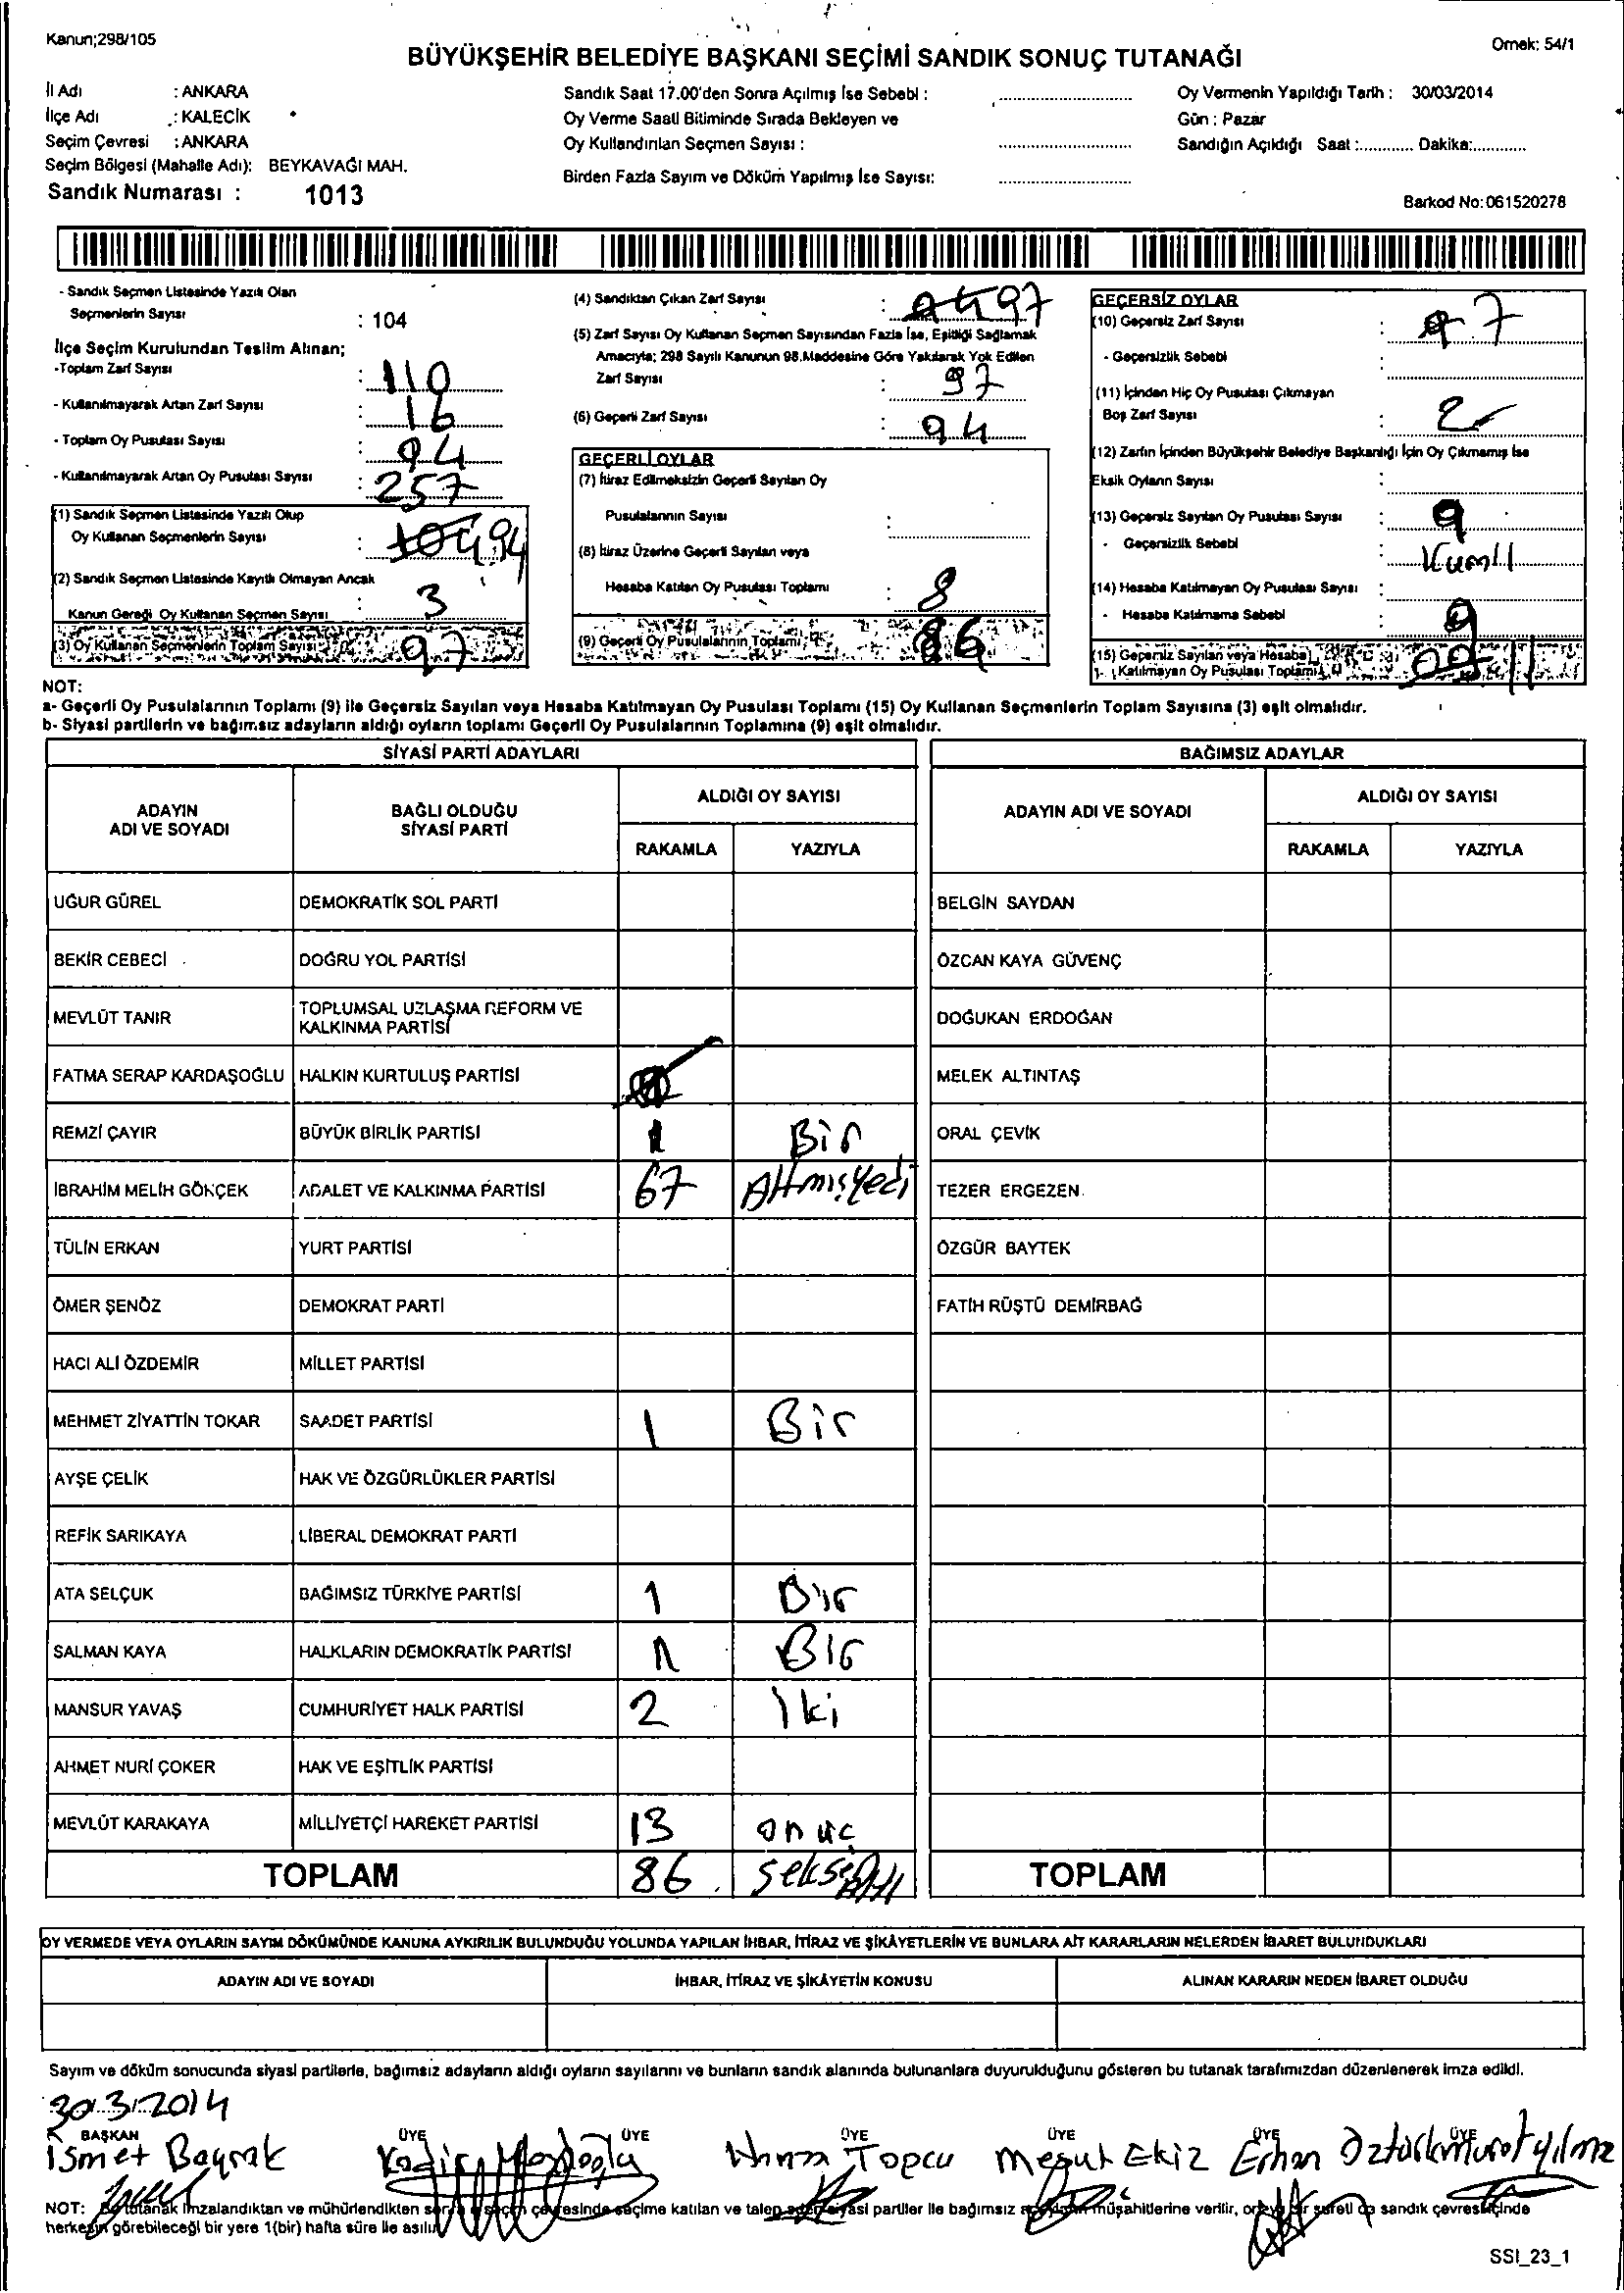 Kanun;298/105
Örnek: 54/1
BÜYÜKŞEHİR BELEDİYE BAŞKANI SEÇİMİ SANDIK SONUÇ TUTANAĞI
İl Adı : ANKARA
İlçe Adı : KALECİK
Seçim Çevresi : ANKARA
Seçim Bölgesi (Mahalle Adı): BEYKAVAĞI MAH.
Sandık Numarası : 1013
Sandık Saat 17.00'den Sonra Açılmış İse Sebebi : ..............................
Oy Verme Saati Bitiminde Sırada Bekleyen ve
Oy Kullandırılan Seçmen Sayısı : ..............................
Birden Fazla Sayım ve Döküm Yapılmış İse Sayısı: ..............................
Oy Vermenin Yapıldığı Tarih : 30/03/2014
Gün : Pazar
Sandığın Açıldığı Saat :............ Dakika:............
Barkod No:061520278
- Sandık Seçmen Listesinde Yazılı Olan
Seçmenlerin Sayısı : 104
İlçe Seçim Kurulundan Teslim Alınan;
-Toplam Zarf Sayısı : 110
- Kullanılmayarak Artan Zarf Sayısı : 16
- Toplam Oy Pusulası Sayısı : 94
- Kullanılmayarak Artan Oy Pusulası Sayısı : 257
(1) Sandık Seçmen Listesinde Yazılı Olup
Oy Kullanan Seçmenlerin Sayısı : 94
(2) Sandık Seçmen Listesinde Kayıtlı Olmayan Ancak
Kanun Gereği Oy Kullanan Seçmen Sayısı : 3
(3) Oy Kullanan Seçmenlerin Toplam Sayısı : 97
(4) Sandıktan Çıkan Zarf Sayısı : 97
(5) Zarf Sayısı Oy Kullanan Seçmen Sayısından Fazla İse, Eşitliği Sağlamak
Amacıyla; 298 Sayılı Kanunun 98.Maddesine Göre Yakılarak Yok Edilen
Zarf Sayısı : 97
(6) Geçerli Zarf Sayısı : 94
GEÇERLİ OYLAR
(7) İtiraz Edilmeksizin Geçerli Sayılan Oy
Pusulalarının Sayısı :
(8) İtiraz Üzerine Geçerli Sayılan veya
Hesaba Katılan Oy Pusulası Toplamı : 8
(9) Geçerli Oy Pusulalarının Toplamı : 86
GEÇERSİZ OYLAR
(10) Geçersiz Zarf Sayısı : 7
- Geçersizlik Sebebi :
(11) İçinden Hiç Oy Pusulası Çıkmayan
Boş Zarf Sayısı : 2
(12) Zarfın İçinden Büyükşehir Belediye Başkanlığı İçin Oy Çıkmamış İse
Eksik Oyların Sayısı :
(13) Geçersiz Sayılan Oy Pusulası Sayısı : 9
- Geçersizlik Sebebi :
(14) Hesaba Katılmayan Oy Pusulası Sayısı :
- Hesaba Katılmama Sebebi : 9
(15) Geçersiz Sayılan veya Hesaba
Katılmayan Oy Pusulası Toplamı : 11
NOT:
a- Geçerli Oy Pusulalarının Toplamı (9) ile Geçersiz Sayılan veya Hesaba Katılmayan Oy Pusulası Toplamı (15) Oy Kullanan Seçmenlerin Toplam Sayısına (3) eşit olmalıdır.
b- Siyasi partilerin ve bağımsız adayların aldığı oyların toplamı Geçerli Oy Pusulalarının Toplamına (9) eşit olmalıdır.
SİYASİ PARTİ ADAYLARI
BAĞIMSIZ ADAYLAR
ADAYIN ADI VE SOYADI
BAĞLI OLDUĞU SİYASİ PARTİ
ALDIĞI OY SAYISI
ADAYIN ADI VE SOYADI
ALDIĞI OY SAYISI
RAKAMLA YAZIYLA
RAKAMLA YAZIYLA
UĞUR GÜREL DEMOKRATİK SOL PARTİ BELGİN SAYDAN
BEKİR CEBECİ DOĞRU YOL PARTİSİ ÖZCAN KAYA GÜVENÇ
MEVLÜT TANIR TOPLUMSAL UZLAŞMA REFORM VE KALKINMA PARTİSİ DOĞUKAN ERDOĞAN
FATMA SERAP KARDAŞOĞLU HALKIN KURTULUŞ PARTİSİ MELEK ALTINTAŞ
REMZİ ÇAYIR BÜYÜK BİRLİK PARTİSİ 1 Bir ORAL ÇEVİK
İBRAHİM MELİH GÖKÇEK ADALET VE KALKINMA PARTİSİ 67 Altmışyedi TEZER ERGEZEN
TÜLİN ERKAN YURT PARTİSİ ÖZGÜR BAYTEK
ÖMER ŞENÖZ DEMOKRAT PARTİ FATİH RÜŞTÜ DEMİRBAĞ
HACI ALİ ÖZDEMİR MİLLET PARTİSİ
MEHMET ZİYATTİN TOKAR SAADET PARTİSİ 1 Bir
AYŞE ÇELİK HAK VE ÖZGÜRLÜKLER PARTİSİ
REFİK SARIKAYA LİBERAL DEMOKRAT PARTİ
ATA SELÇUK BAĞIMSIZ TÜRKİYE PARTİSİ 1 Bir
SALMAN KAYA HALKLARIN DEMOKRATİK PARTİSİ 1 Bir
MANSUR YAVAŞ CUMHURİYET HALK PARTİSİ 2 İki
AHMET NURİ ÇOKER HAK VE EŞİTLİK PARTİSİ
MEVLÜT KARAKAYA MİLLİYETÇİ HAREKET PARTİSİ 13 onuç
TOPLAM 86 Seksenaltı TOPLAM
OY VERMEDE VEYA OYLARIN SAYIM DÖKÜMÜNDE KANUNA AYKIRILIK BULUNDUĞU YOLUNDA YAPILAN İHBAR, İTİRAZ VE ŞİKÂYETLERİN VE BUNLARA AİT KARARLARIN NELERDEN İBARET BULUNDUKLARI
ADAYIN ADI VE SOYADI İHBAR, İTİRAZ VE ŞİKÂYETİN KONUSU ALINAN KARARIN NEDEN İBARET OLDUĞU
Sayım ve döküm sonucunda siyasi partilerle, bağımsız adayların aldığı oyların sayılarını ve bunların sandık alanında bulunanlara duyurulduğunu gösteren bu tutanak tarafımızdan düzenlenerek imza edildi.
30.3.2014
BAŞKAN ÜYE ÜYE ÜYE ÜYE ÜYE ÜYE
İsmet Bayrak Kadir Topcu Mesut Ekiz Erhan Öztürk Murat Yılmaz
NOT: Bu tutanak imzalandıktan ve mühürlendikten sonra seçim çevresinde seçime katılan ve talep eden siyasi partiler ile bağımsız müşahitlerine verilir, bir sureti de sandık çevresi içinde
herkesin görebileceği bir yere 1(bir) hafta süre ile asılır.
SSI_23_1